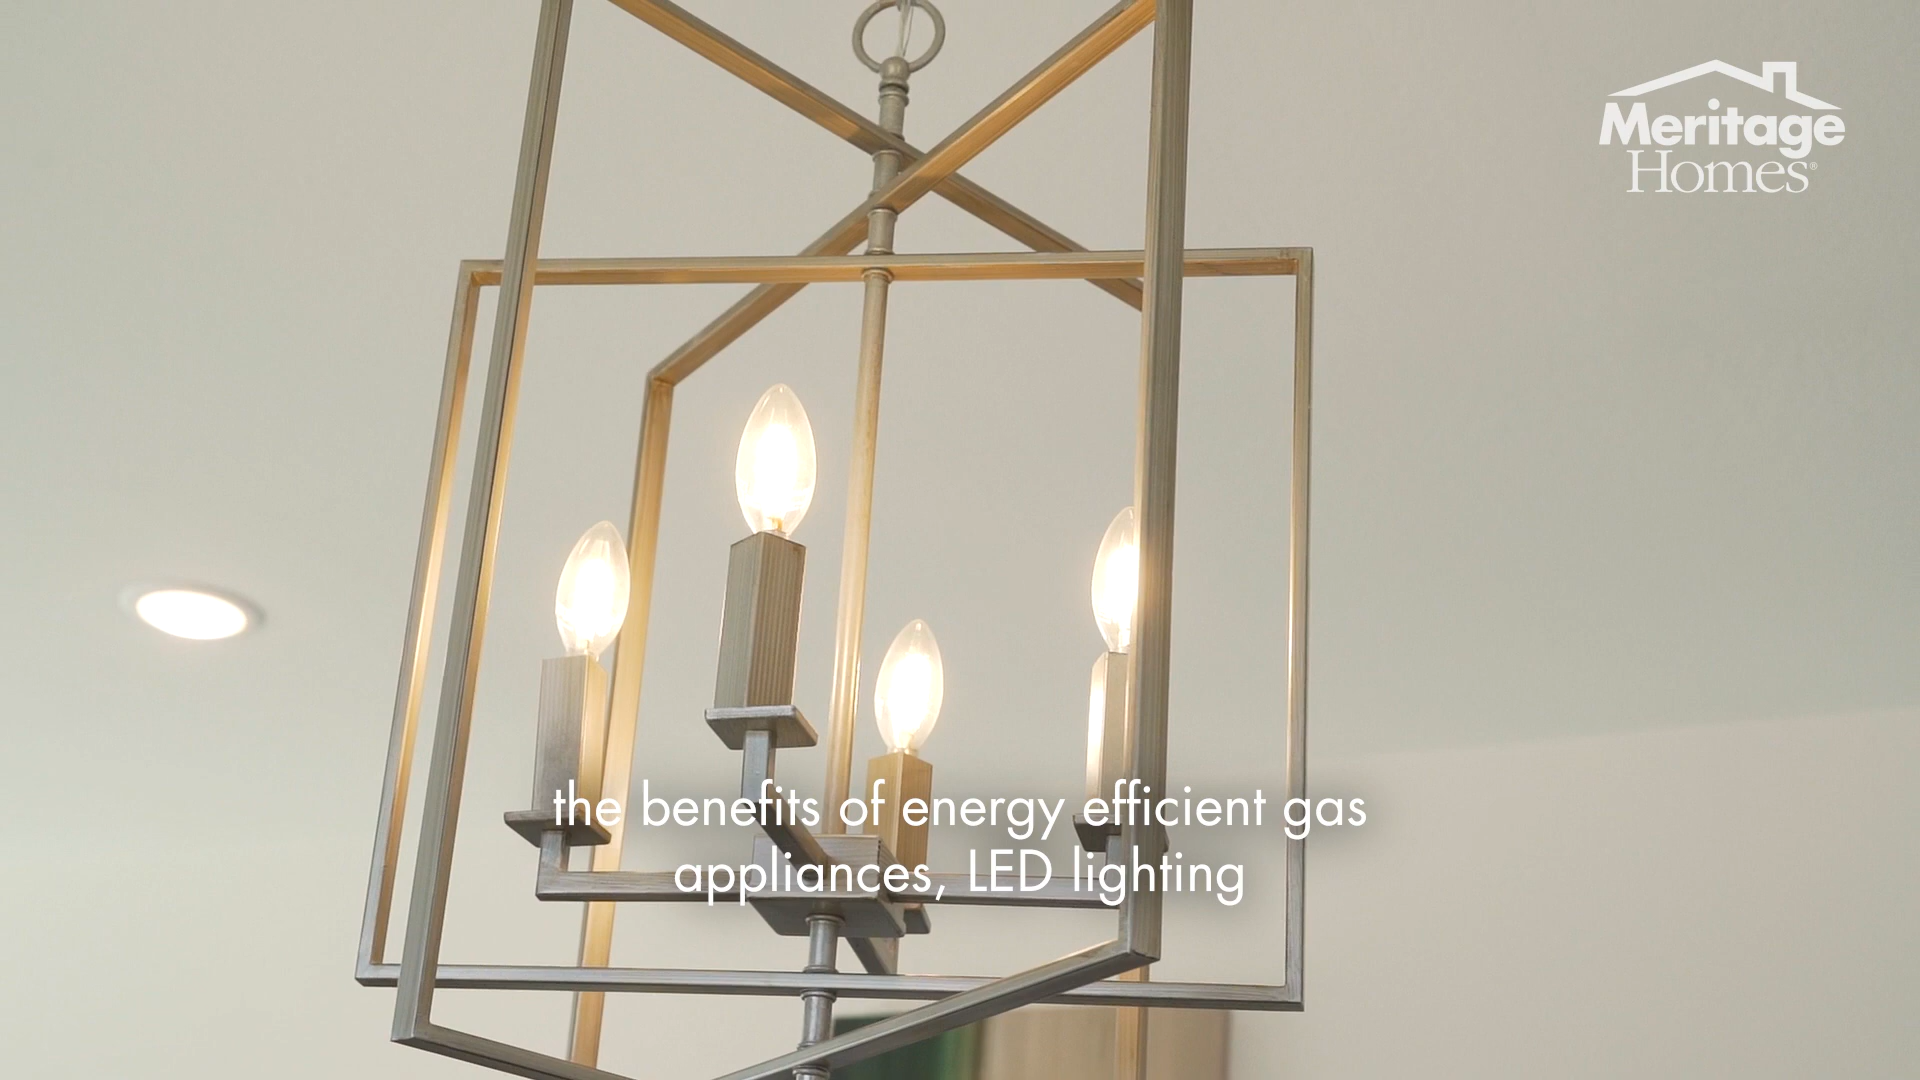 Meritage
Homes®
the benefits of energy efficient gas
appliances, LED lighting